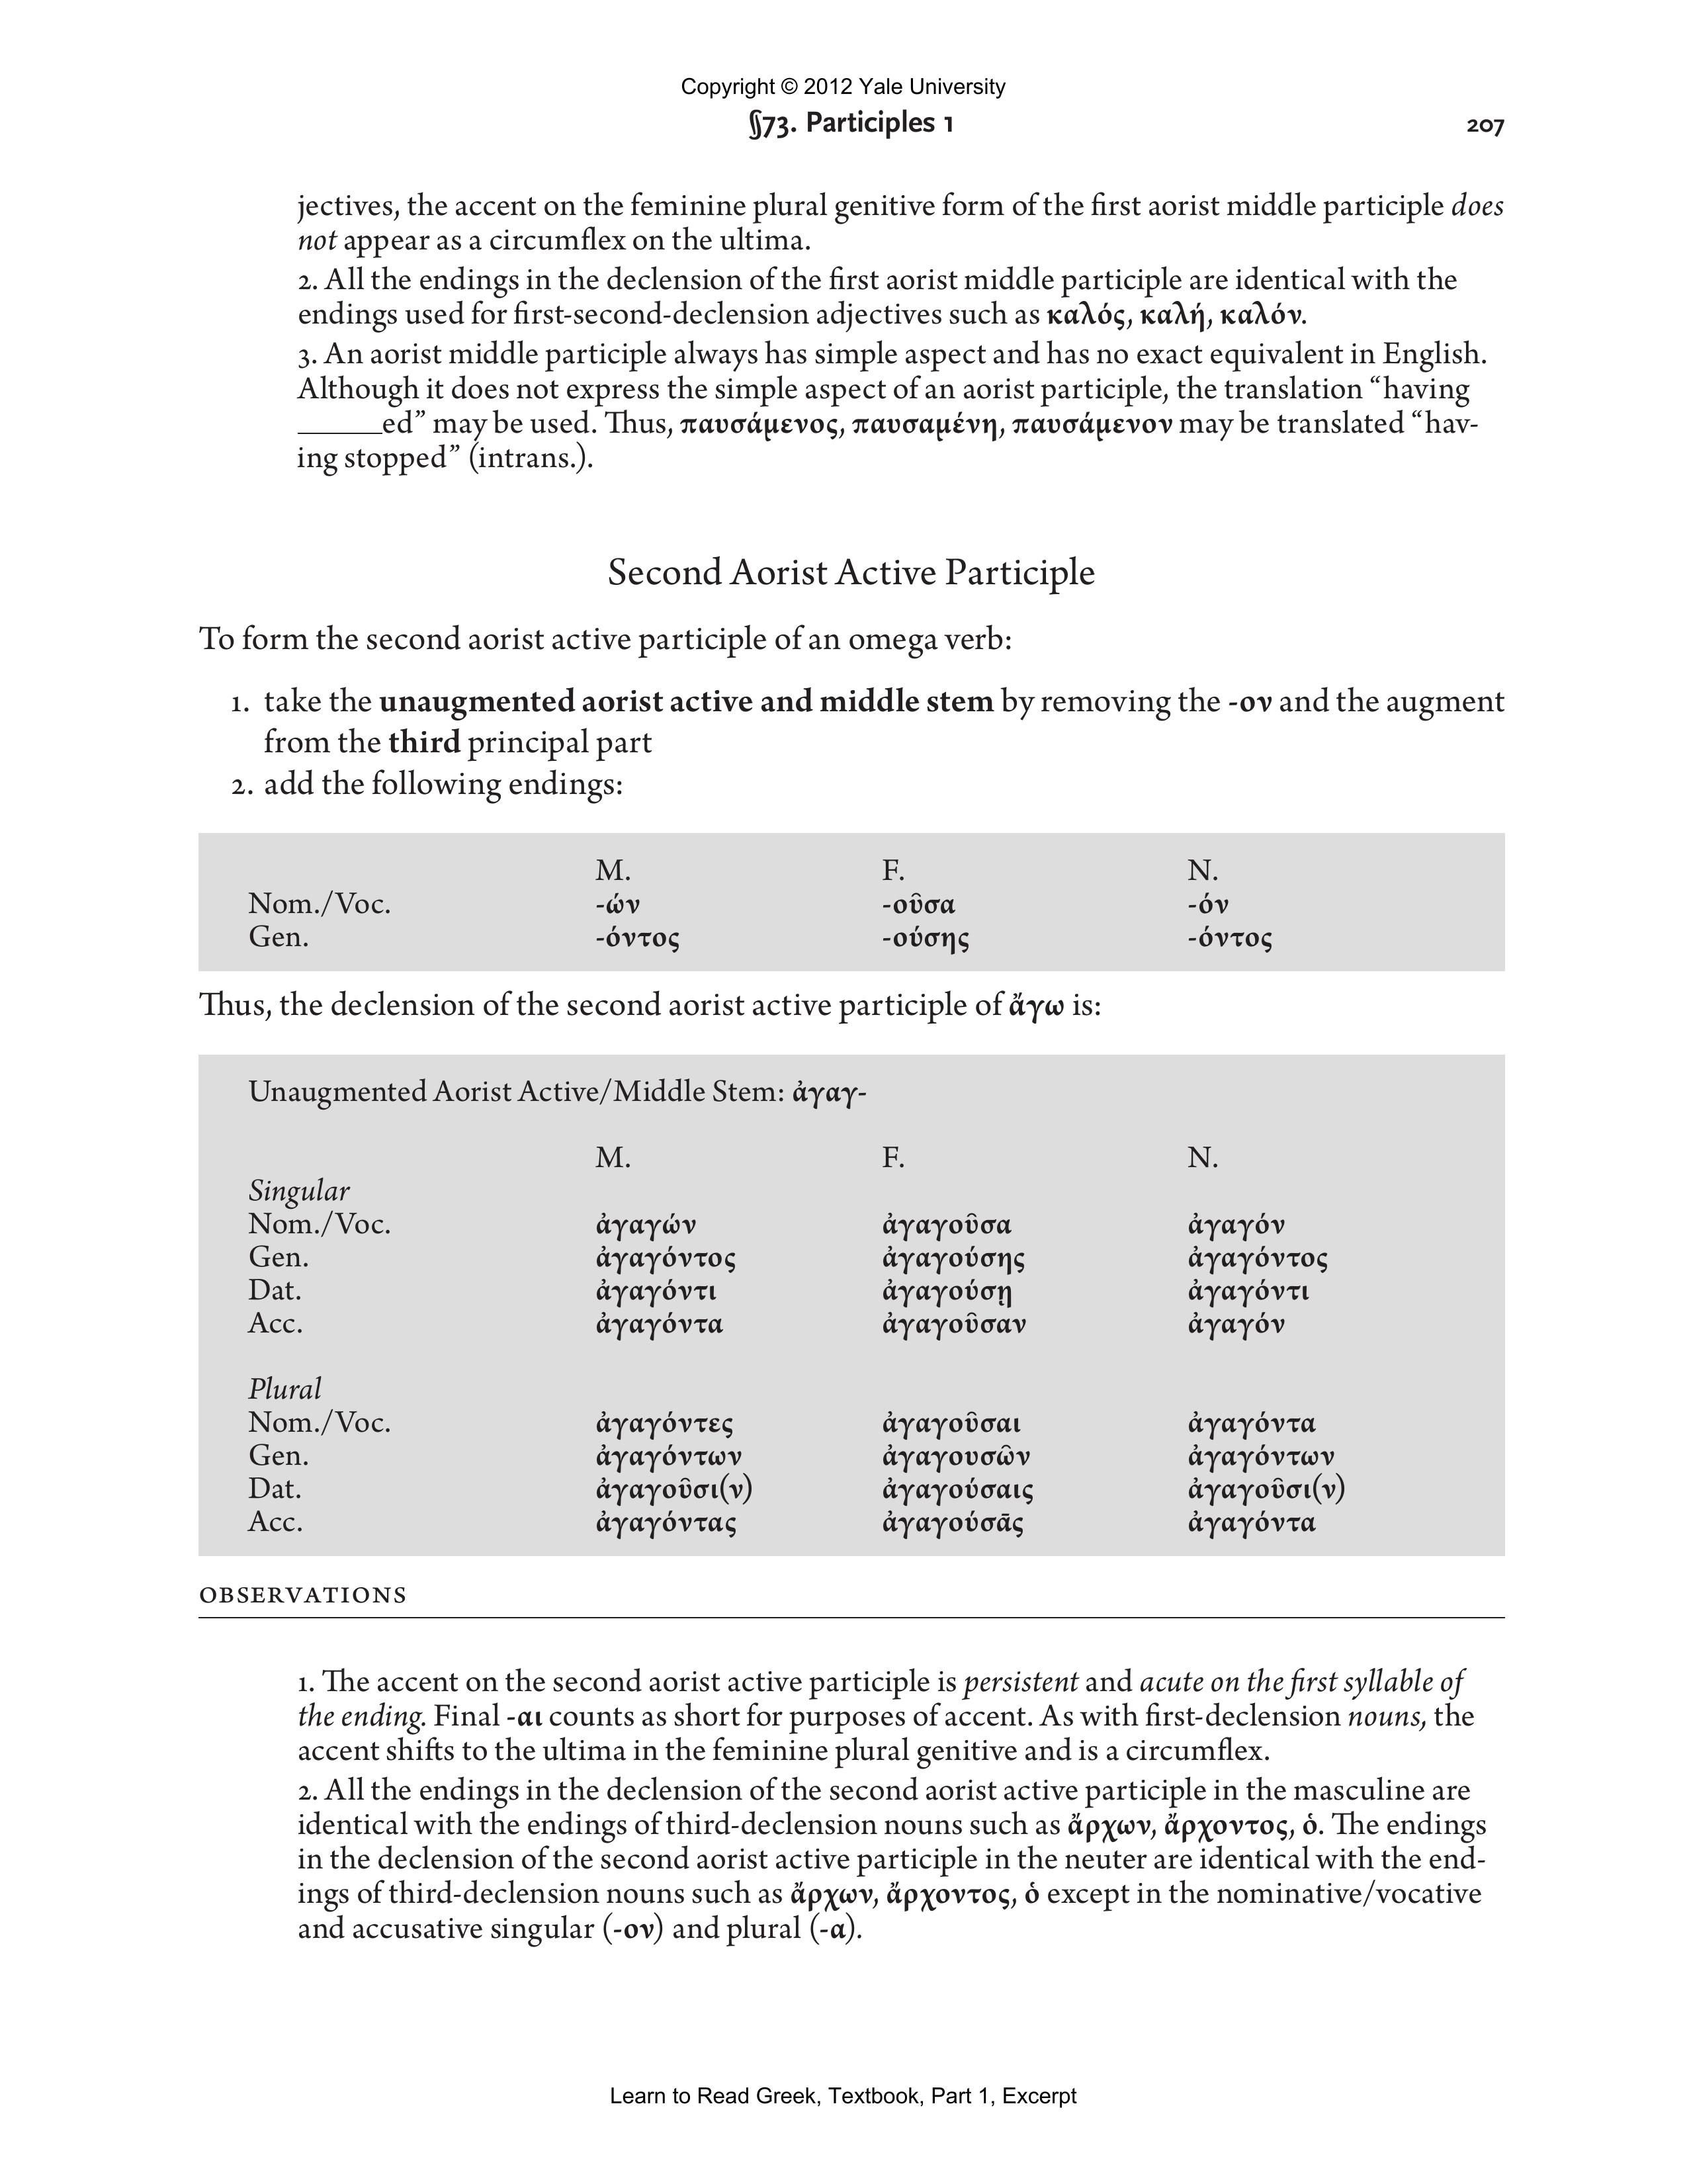 Copyright © 2012 Yale University
§73. Participles 1 207
jectives, the accent on the feminine plural genitive form of the first aorist middle participle does
not appear as a circumflex on the ultima.
2. All the endings in the declension of the first aorist middle participle are identical with the
endings used for first-second-declension adjectives such as καλός, καλή, καλόν.
3. An aorist middle participle always has simple aspect and has no exact equivalent in English.
Although it does not express the simple aspect of an aorist participle, the translation “having
______ed” may be used. Thus, παυσάμενος, παυσαμένη, παυσάμενον may be translated “hav-
ing stopped” (intrans.).
Second Aorist Active Participle
To form the second aorist active participle of an omega verb:
1. take the unaugmented aorist active and middle stem by removing the -ον and the augment
from the third principal part
2. add the following endings:
M. F. N.
Nom./Voc. -ών -οῦσα -όν
Gen. -όντος -ούσης -όντος
Thus, the declension of the second aorist active participle of ἄγω is:
Unaugmented Aorist Active/Middle Stem: ἀγαγ-
M. F. N.
Singular
Nom./Voc. ἀγαγών ἀγαγοῦσα ἀγαγόν
Gen. ἀγαγόντος ἀγαγούσης ἀγαγόντος
Dat. ἀγαγόντι ἀγαγούσῃ ἀγαγόντι
Acc. ἀγαγόντα ἀγαγοῦσαν ἀγαγόν
Plural
Nom./Voc. ἀγαγόντες ἀγαγοῦσαι ἀγαγόντα
Gen. ἀγαγόντων ἀγαγουσῶν ἀγαγόντων
Dat. ἀγαγοῦσι(ν) ἀγαγούσαις ἀγαγοῦσι(ν)
Acc. ἀγαγόντας ἀγαγούσᾱς ἀγαγόντα
OBSERVATIONS
1. The accent on the second aorist active participle is persistent and acute on the first syllable of
the ending. Final -αι counts as short for purposes of accent. As with first-declension nouns, the
accent shifts to the ultima in the feminine plural genitive and is a circumflex.
2. All the endings in the declension of the second aorist active participle in the masculine are
identical with the endings of third-declension nouns such as ἄρχων, ἄρχοντος, ὁ. The endings
in the declension of the second aorist active participle in the neuter are identical with the end-
ings of third-declension nouns such as ἄρχων, ἄρχοντος, ὁ except in the nominative/vocative
and accusative singular (-ον) and plural (-α).
Learn to Read Greek, Textbook, Part 1, Excerpt